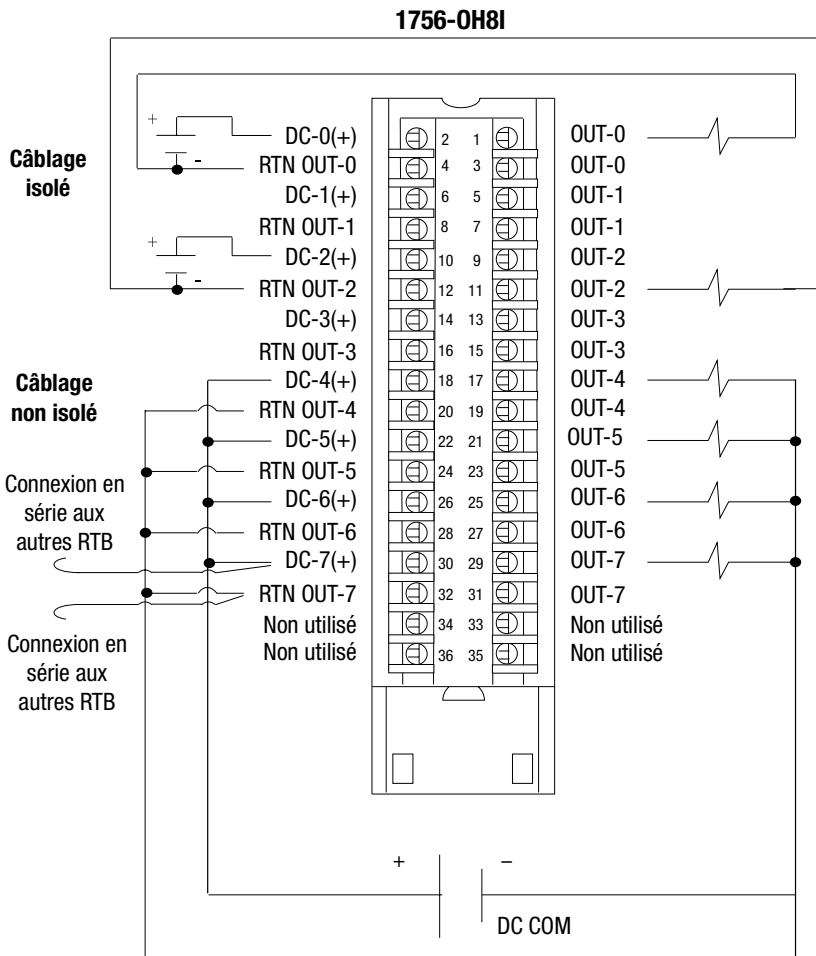 1756-OH8I
+ DC-0(+) 2 1 OUT-0
Câblage
isolé
- RTN OUT-0 4 3 OUT-0
DC-1(+) 6 5 OUT-1
RTN OUT-1 8 7 OUT-1
+ DC-2(+) 10 9 OUT-2
- RTN OUT-2 12 11 OUT-2
DC-3(+) 14 13 OUT-3
RTN OUT-3 16 15 OUT-3
Câblage
non isolé
DC-4(+) 18 17 OUT-4
RTN OUT-4 20 19 OUT-4
DC-5(+) 22 21 OUT-5
RTN OUT-5 24 23 OUT-5
Connexion en
série aux
autres RTB
DC-6(+) 26 25 OUT-6
RTN OUT-6 28 27 OUT-6
DC-7(+) 30 29 OUT-7
RTN OUT-7 32 31 OUT-7
Non utilisé 34 33 Non utilisé
Non utilisé 36 35 Non utilisé
Connexion en
série aux
autres RTB
+ −
DC COM